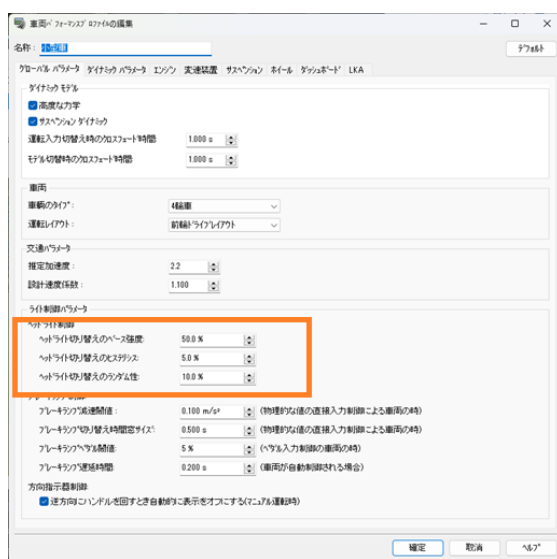 車両ﾊﾟﾌｫｰﾏﾝｽﾌﾟﾛﾌｧｲﾙの編集
名称: 小型車 ﾃﾞﾌｫﾙﾄ
ｸﾞﾛｰﾊﾞﾙ ﾊﾟﾗﾒｰﾀ ﾀﾞｲﾅﾐｯｸ ﾊﾟﾗﾒｰﾀ ｴﾝｼﾞﾝ 変速装置 ｻｽﾍﾟﾝｼｮﾝ ﾎｲｰﾙ ﾀﾞｯｼｭﾎﾞｰﾄﾞ LKA
ﾀﾞｲﾅﾐｯｸ ﾓﾃﾞﾙ
高度な力学
ｻｽﾍﾟﾝｼｮﾝ ﾀﾞｲﾅﾐｯｸ
運転入力切替え時のｸﾛｽﾌｪｰﾄﾞ時間: 1.000 s
ﾓﾃﾞﾙ切替時のｸﾛｽﾌｪｰﾄﾞ時間: 1.000 s
車両
車輌のﾀｲﾌﾟ: 4輪車
運転ﾚｲｱｳﾄ: 前輪ﾄﾞﾗｲﾌﾞﾚｲｱｳﾄ
交通ﾊﾟﾗﾒｰﾀ
推定加速度: 2.2
設計速度係数: 1.100
ﾗｲﾄ制御ﾊﾟﾗﾒｰﾀ
ﾍｯﾄﾞﾗｲﾄ制御
ﾍｯﾄﾞﾗｲﾄ切り替えのﾍﾞｰｽ強度: 50.0 %
ﾍｯﾄﾞﾗｲﾄ切り替えのﾋｽﾃﾘｼｽ: 5.0 %
ﾍｯﾄﾞﾗｲﾄ切り替えのﾗﾝﾀﾞﾑ性: 10.0 %
ﾌﾞﾚｰｷﾗﾝﾌﾟ減速閾値: 0.100 m/s² (物理的な値の直接入力制御による車両の時)
ﾌﾞﾚｰｷﾗﾝﾌﾟ切り替え時間窓ｻｲｽﾞ: 0.500 s (物理的な値の直接入力制御による車両の時)
ﾌﾞﾚｰｷﾗﾝﾌﾟﾍﾟﾀﾞﾙ閾値: 5 % (ﾍﾟﾀﾞﾙ入力制御の車両の時)
ﾌﾞﾚｰｷﾗﾝﾌﾟ遅延時間: 0.200 s (車両が自動制御される場合)
方向指示器制御
逆方向にﾊﾝﾄﾞﾙを回すとき自動的に表示をｵﾌにする(ﾏﾆｭｱﾙ運転時)
確定 取消 ﾍﾙﾌﾟ